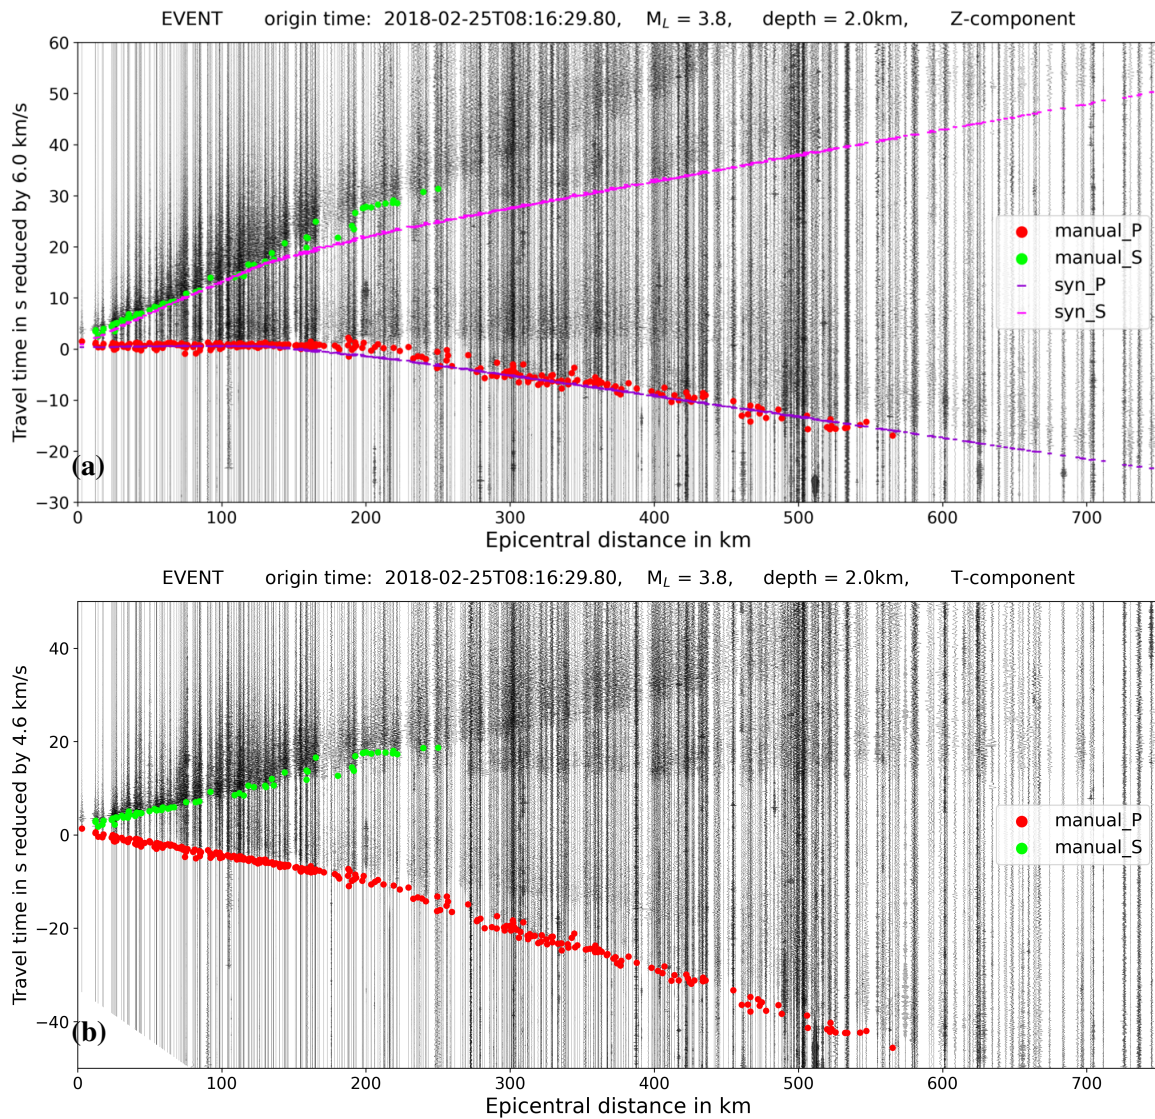 EVENT origin time: 2018-02-25T08:16:29.80, M_L = 3.8, depth = 2.0km, Z-component
60
50
40
30
20
10
0
−10
−20
−30
Travel time in s reduced by 6.0 km/s
manual_P
manual_S
syn_P
syn_S
(a)
0 100 200 300 400 500 600 700
Epicentral distance in km
EVENT origin time: 2018-02-25T08:16:29.80, M_L = 3.8, depth = 2.0km, T-component
40
20
0
−20
−40
Travel time in s reduced by 4.6 km/s
manual_P
manual_S
(b)
0 100 200 300 400 500 600 700
Epicentral distance in km